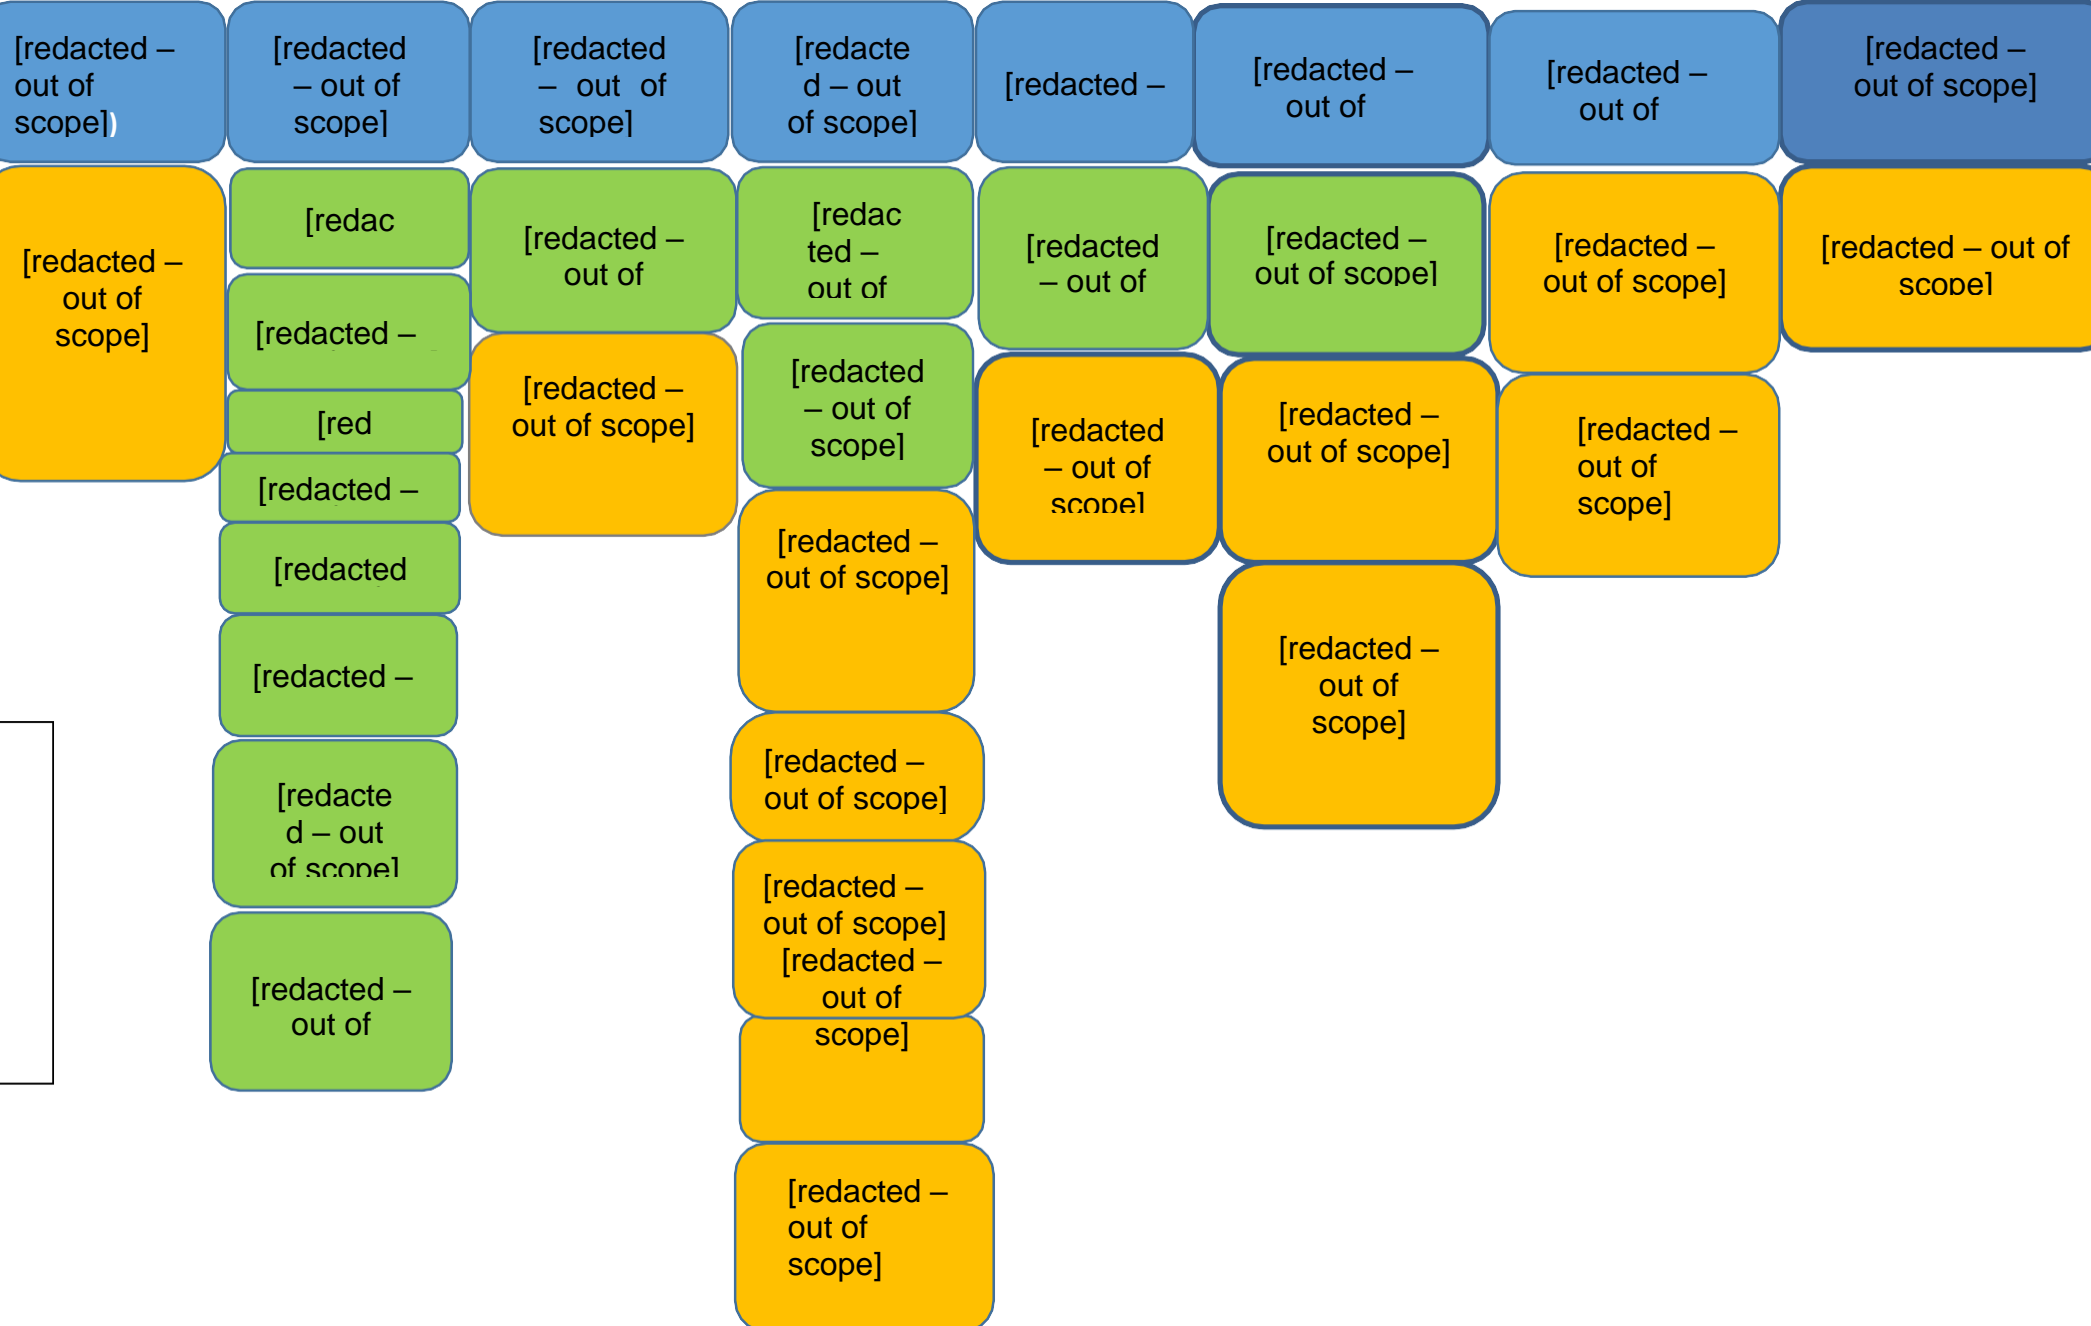 [redacted –
out of
scope])
[redacted
– out of
scope]
[redacted
– out of
scope]
[redacte
d – out
of scope]
[redacted –
[redacted –
out of
[redacted –
out of
[redacted –
out of scope]
[redacted –
out of
scope]
[redac
[redacted –
[red
[redacted –
[redacted
[redacted –
[redacte
d – out
of scope]
[redacted –
out of
[redacted –
out of
[redacted –
out of scope]
[redac
ted –
out of
[redacted
– out of
scope]
[redacted –
out of scope]
[redacted –
out of scope]
[redacted –
out of scope]
[redacted –
out of
scope]
[redacted –
out of
scope]
[redacted
– out of
[redacted
– out of
scope]
[redacted –
out of scope]
[redacted –
out of scope]
[redacted –
out of
scope]
[redacted –
out of scope]
[redacted –
out of
scope]
[redacted – out of
scope]